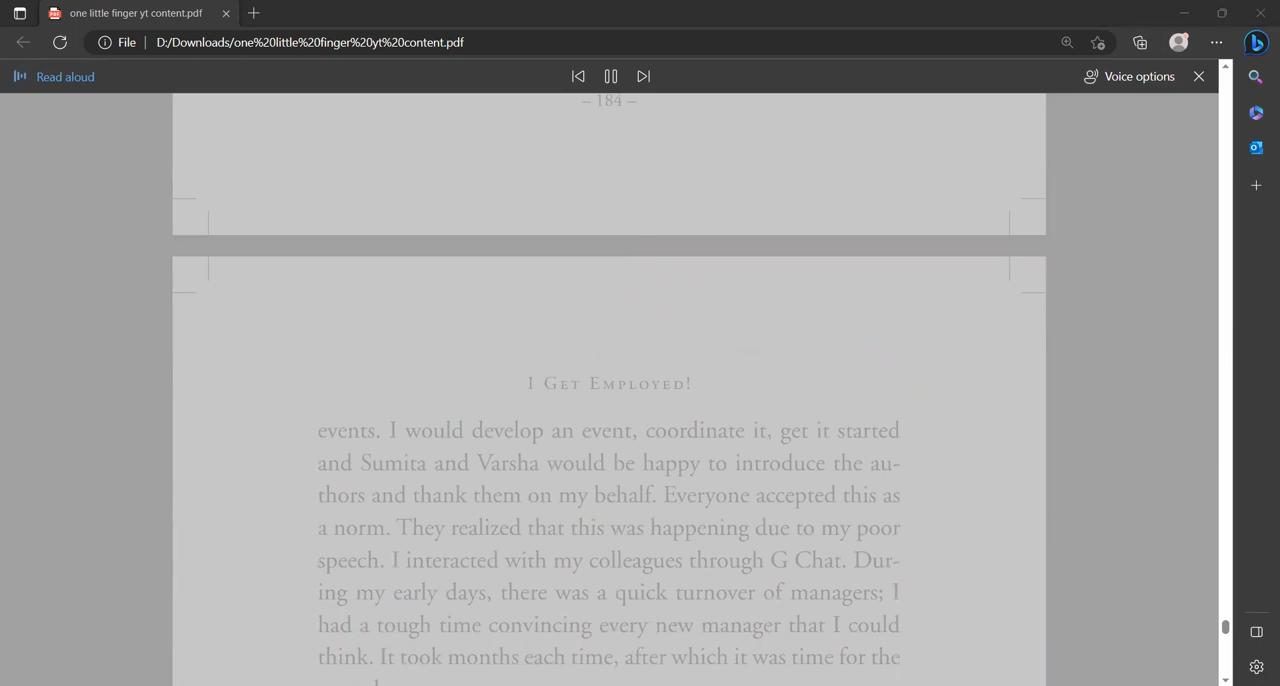 one little finger yt content.pdf
File
D:/Downloads/one%20little%20finger%20yt%20content.pdf
Read aloud
Voice options
– 184 –
I Get Employed!
events. I would develop an event, coordinate it, get it started
and Sumita and Varsha would be happy to introduce the au-
thors and thank them on my behalf. Everyone accepted this as
a norm. They realized that this was happening due to my poor
speech. I interacted with my colleagues through G Chat. Dur-
ing my early days, there was a quick turnover of managers; I
had a tough time convincing every new manager that I could
think. It took months each time, after which it was time for the